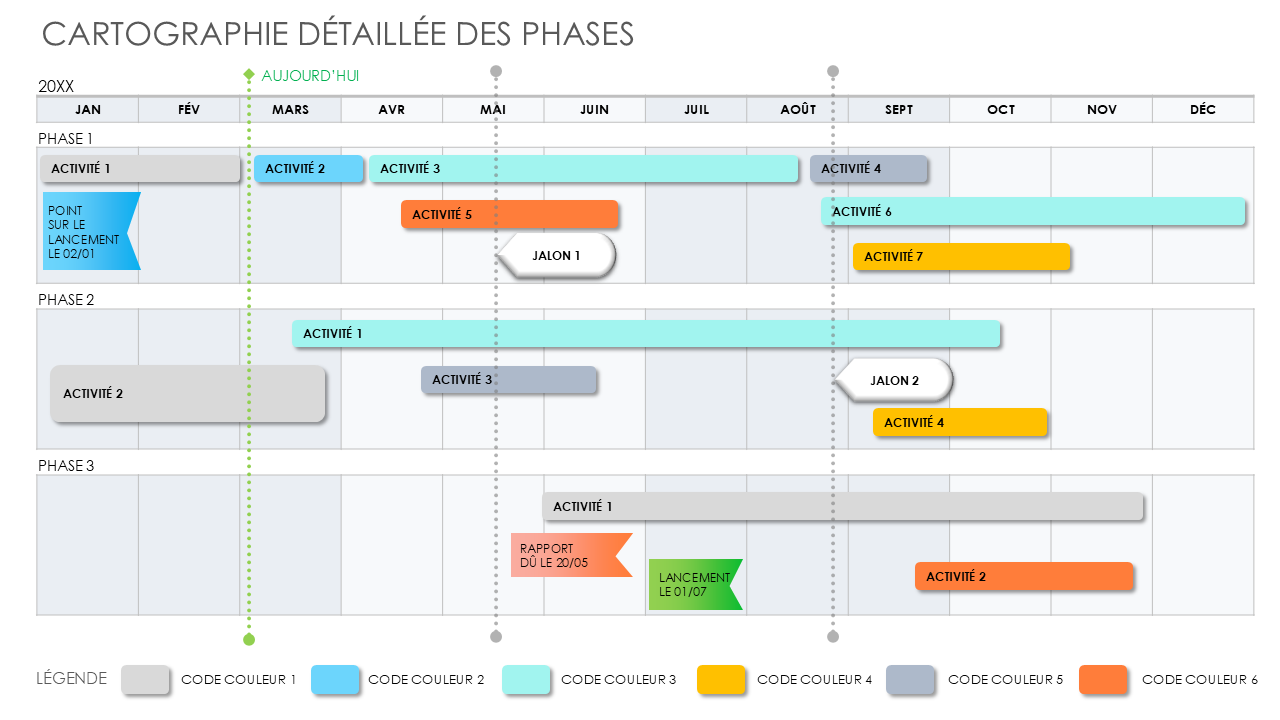 CARTOGRAPHIE DÉTAILLÉE DES PHASES
AUJOURD'HUI
20XX
JAN FÉV MARS AVR MAI JUIN JUIL AOÛT SEPT OCT NOV DÉC
PHASE 1
ACTIVITÉ 1 ACTIVITÉ 2 ACTIVITÉ 3 ACTIVITÉ 4
POINT
SUR LE
LANCEMENT
LE 02/01
ACTIVITÉ 5 ACTIVITÉ 6
JALON 1 ACTIVITÉ 7
PHASE 2
ACTIVITÉ 1
ACTIVITÉ 2 ACTIVITÉ 3 JALON 2
ACTIVITÉ 4
PHASE 3
ACTIVITÉ 1
RAPPORT
DÛ LE 20/05
LANCEMENT
LE 01/07
ACTIVITÉ 2
LÉGENDE CODE COULEUR 1 CODE COULEUR 2 CODE COULEUR 3 CODE COULEUR 4 CODE COULEUR 5 CODE COULEUR 6